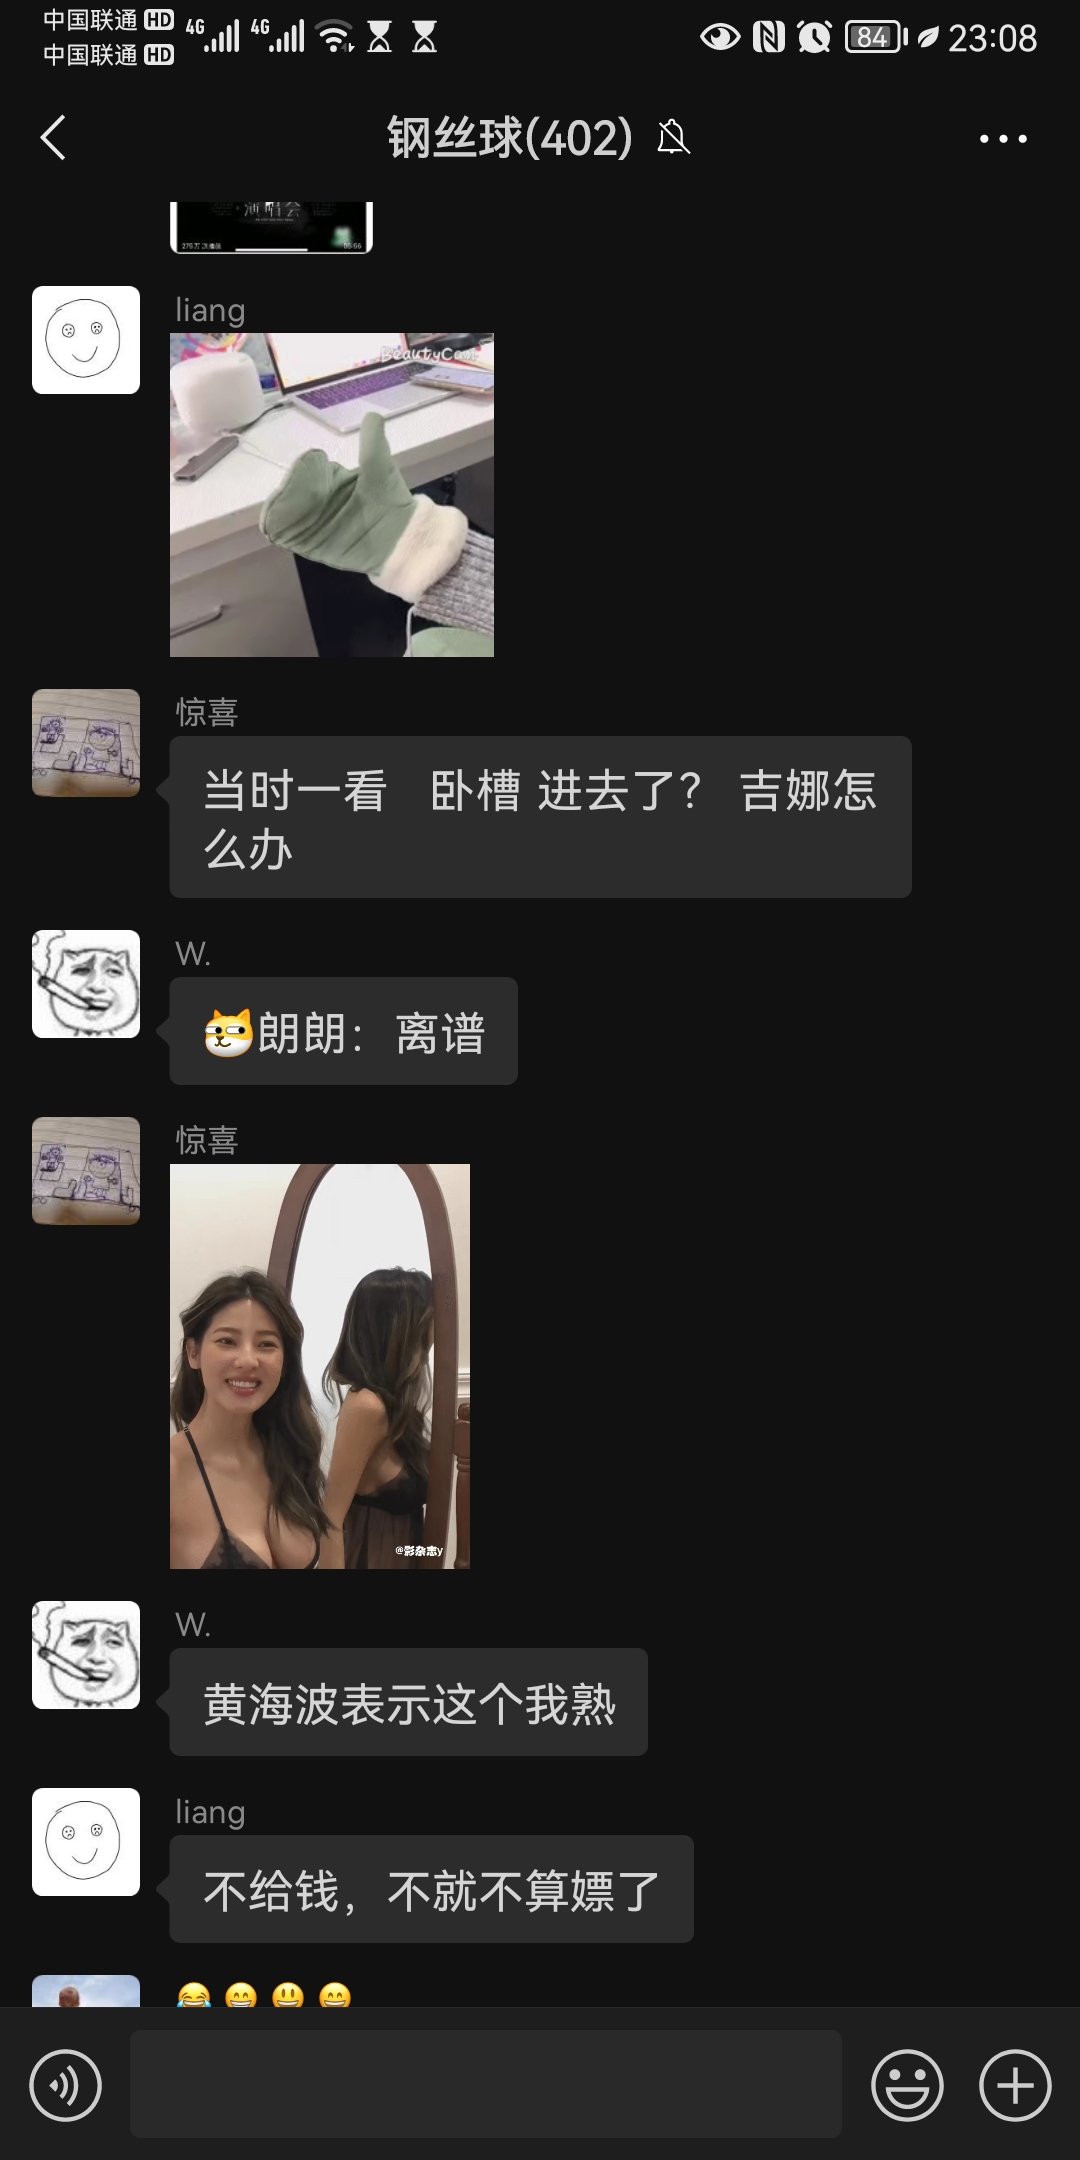 中国联通 HD 4G 4G 84 23:08
中国联通 HD
钢丝球(402)
演唱会
liang
BeautyCam
惊喜
当时一看 卧槽 进去了? 吉娜怎
么办
W.
朗朗：离谱
惊喜
@影杂志y
W.
黄海波表示这个我熟
liang
不给钱，不就不算嫖了